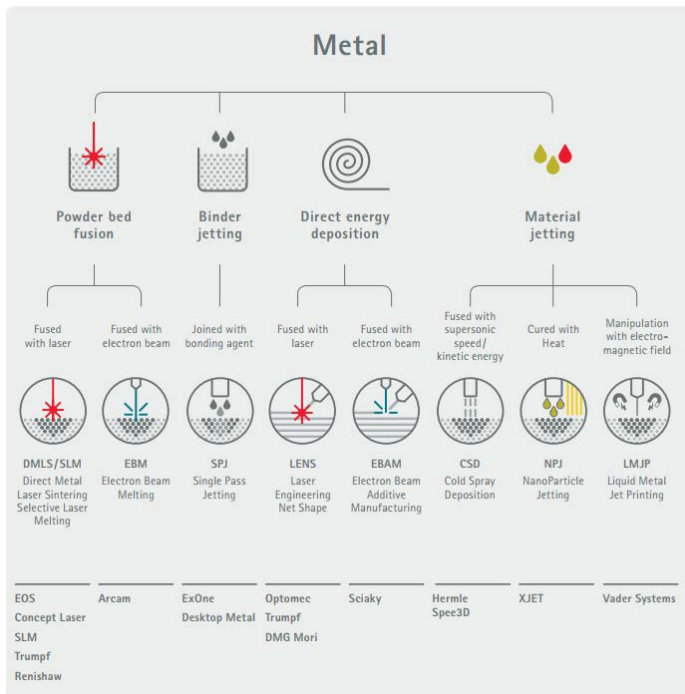 Metal
Powder bed
fusion
Binder
jetting
Direct energy
deposition
Material
jetting
Fused
with laser
Fused with
electron beam
Joined with
bonding agent
Fused with
laser
Fused with
electron beam
Fused with
supersonic
speed/
kinetic energy
Cured with
Heat
Manipulation
with electro-
magnetic field
DMLS/SLM
Direct Metal
Laser Sintering
Selective Laser
Melting
EBM
Electron Beam
Melting
SPJ
Single Pass
Jetting
LENS
Laser
Engineering
Net Shape
EBAM
Electron Beam
Additive
Manufacturing
CSD
Cold Spray
Deposition
NPJ
NanoParticle
Jetting
LMJP
Liquid Metal
Jet Printing
EOS
Concept Laser
SLM
Trumpf
Renishaw
Arcam
ExOne
Desktop Metal
Optomec
Trumpf
DMG Mori
Sciaky
Hermle
Spee3D
XJET
Vader Systems